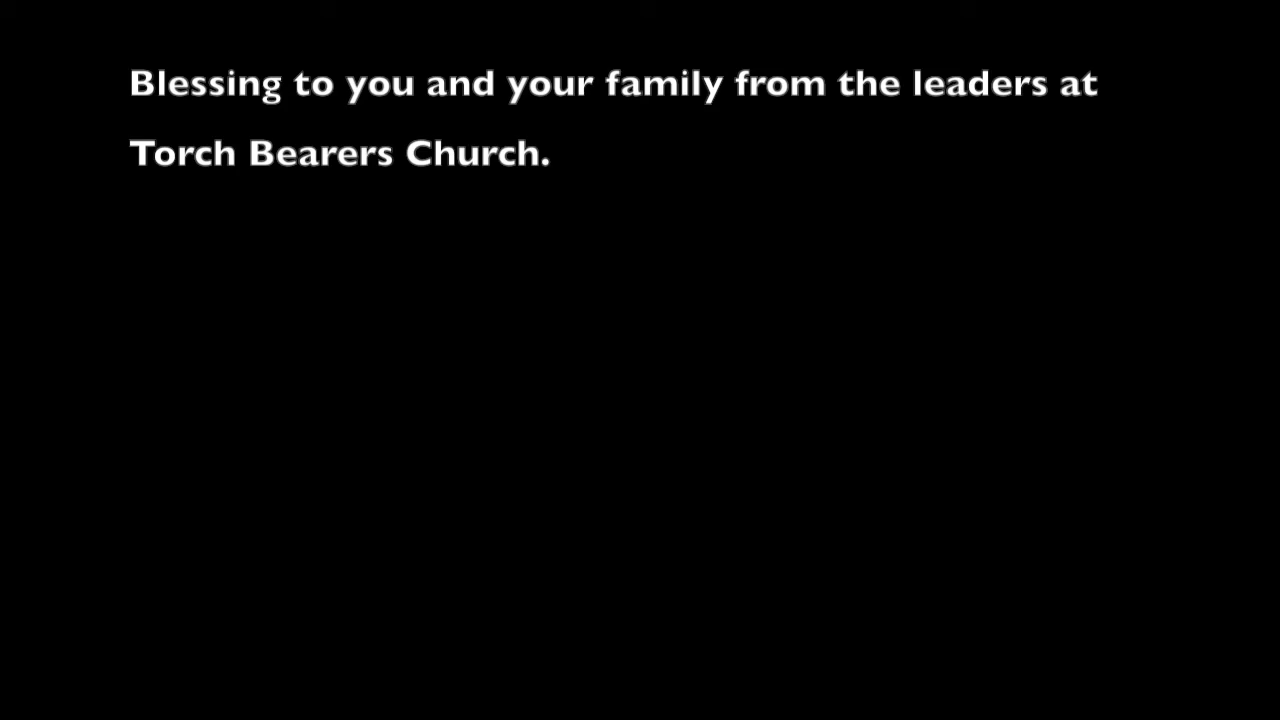 Blessing to you and your family from the leaders at
Torch Bearers Church.